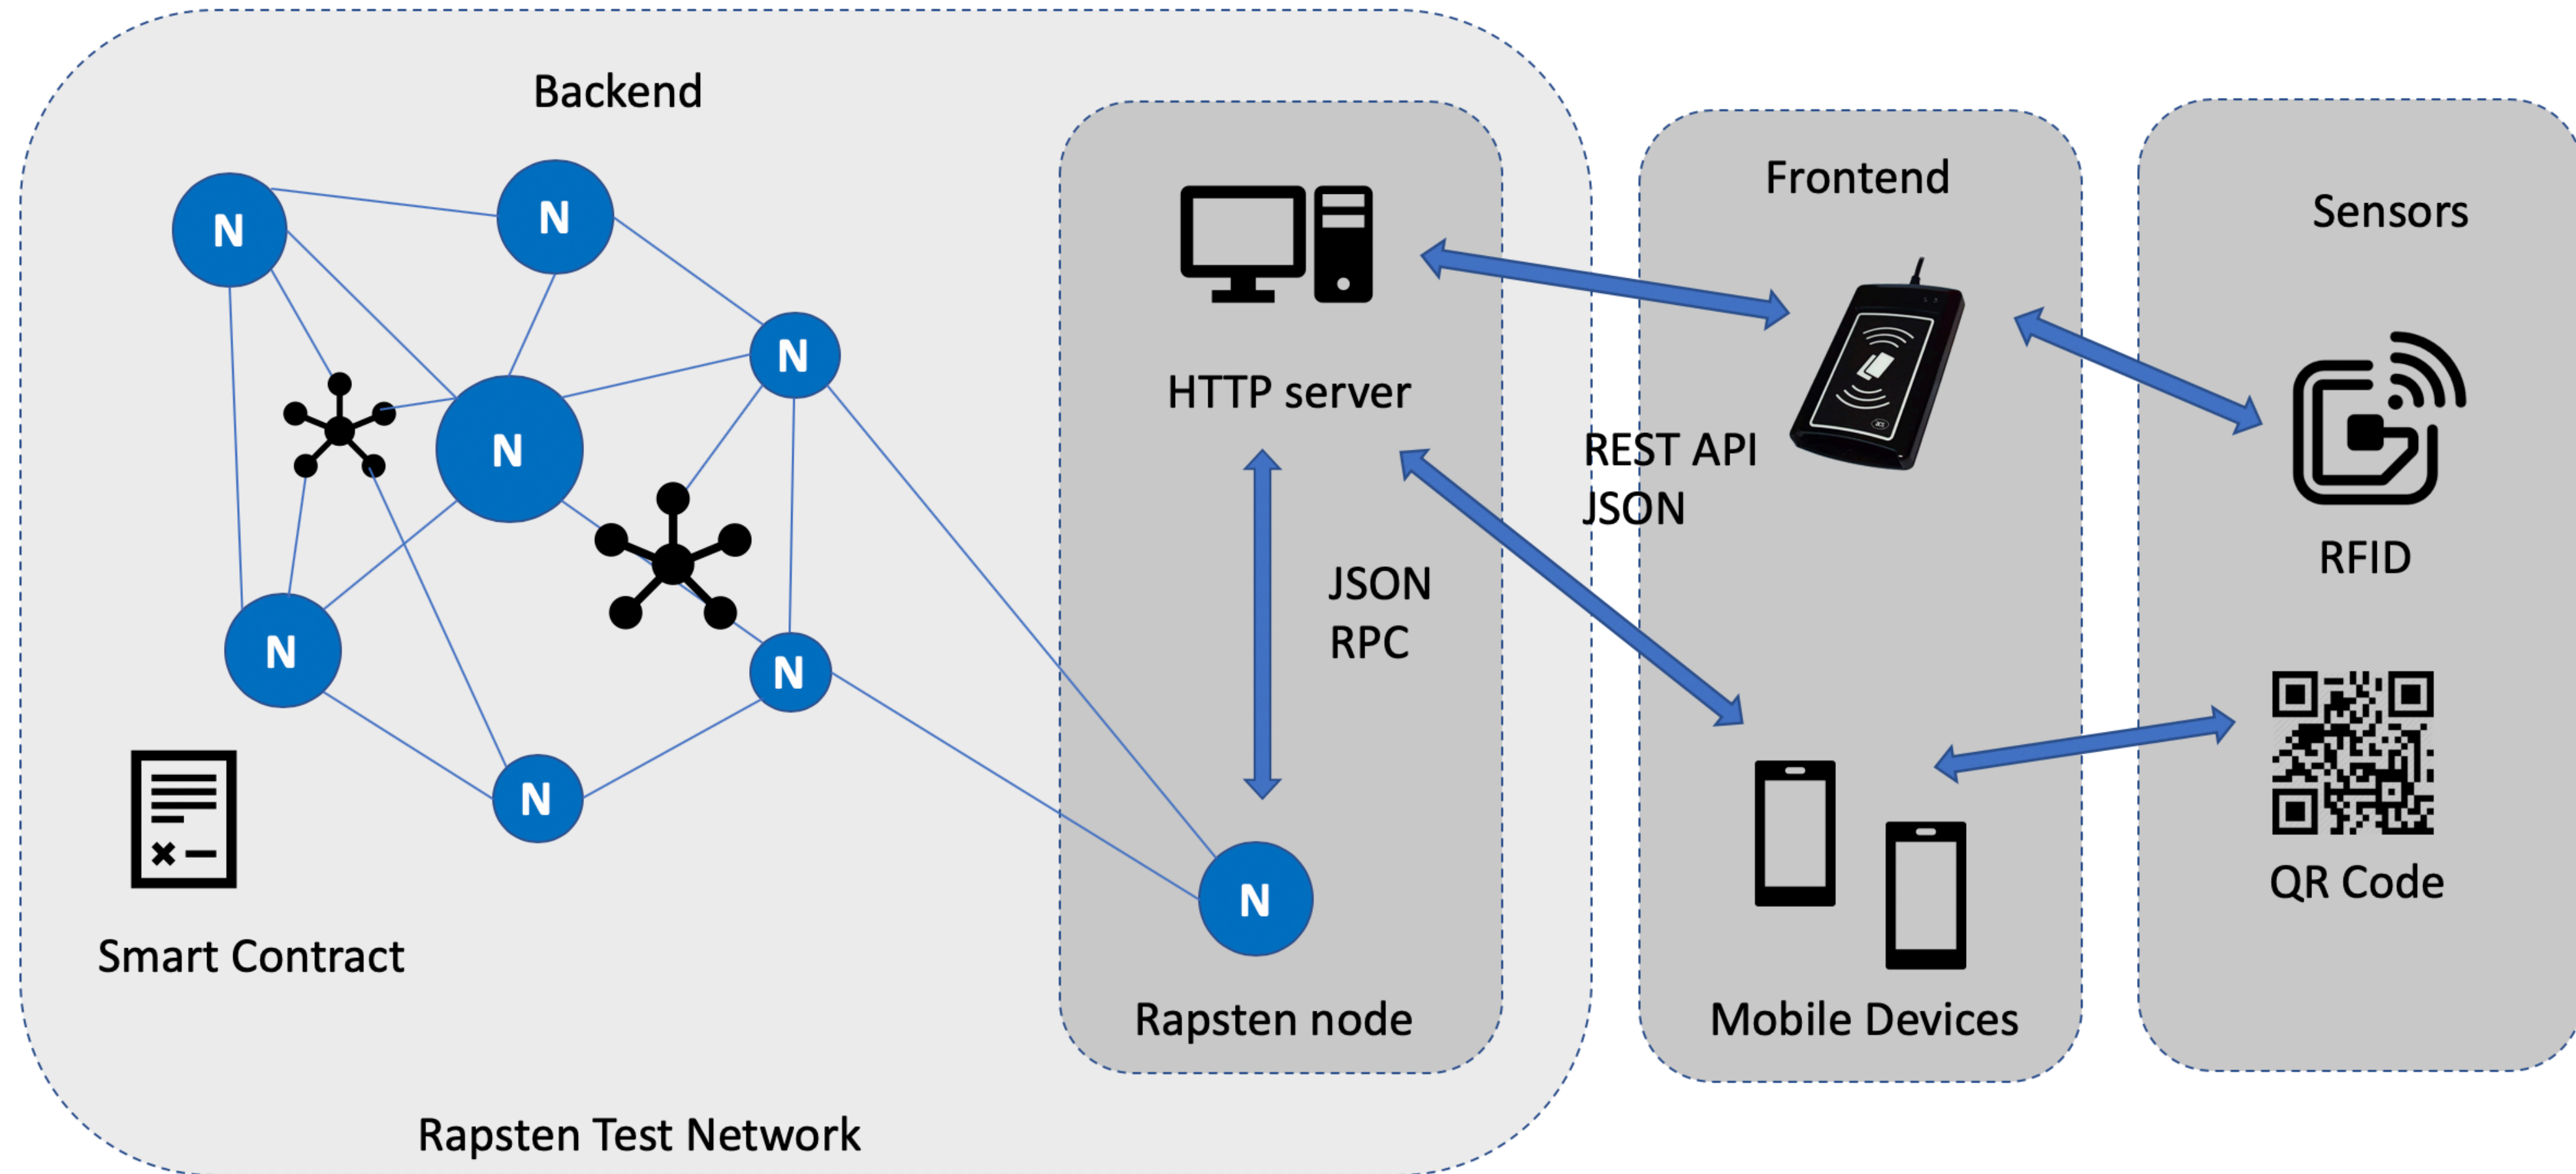 Backend
N
N
N
N
N
N
N
Smart Contract
Rapsten Test Network
HTTP server
JSON
RPC
N
Rapsten node
REST API
JSON
Frontend
Mobile Devices
Sensors
RFID
QR Code